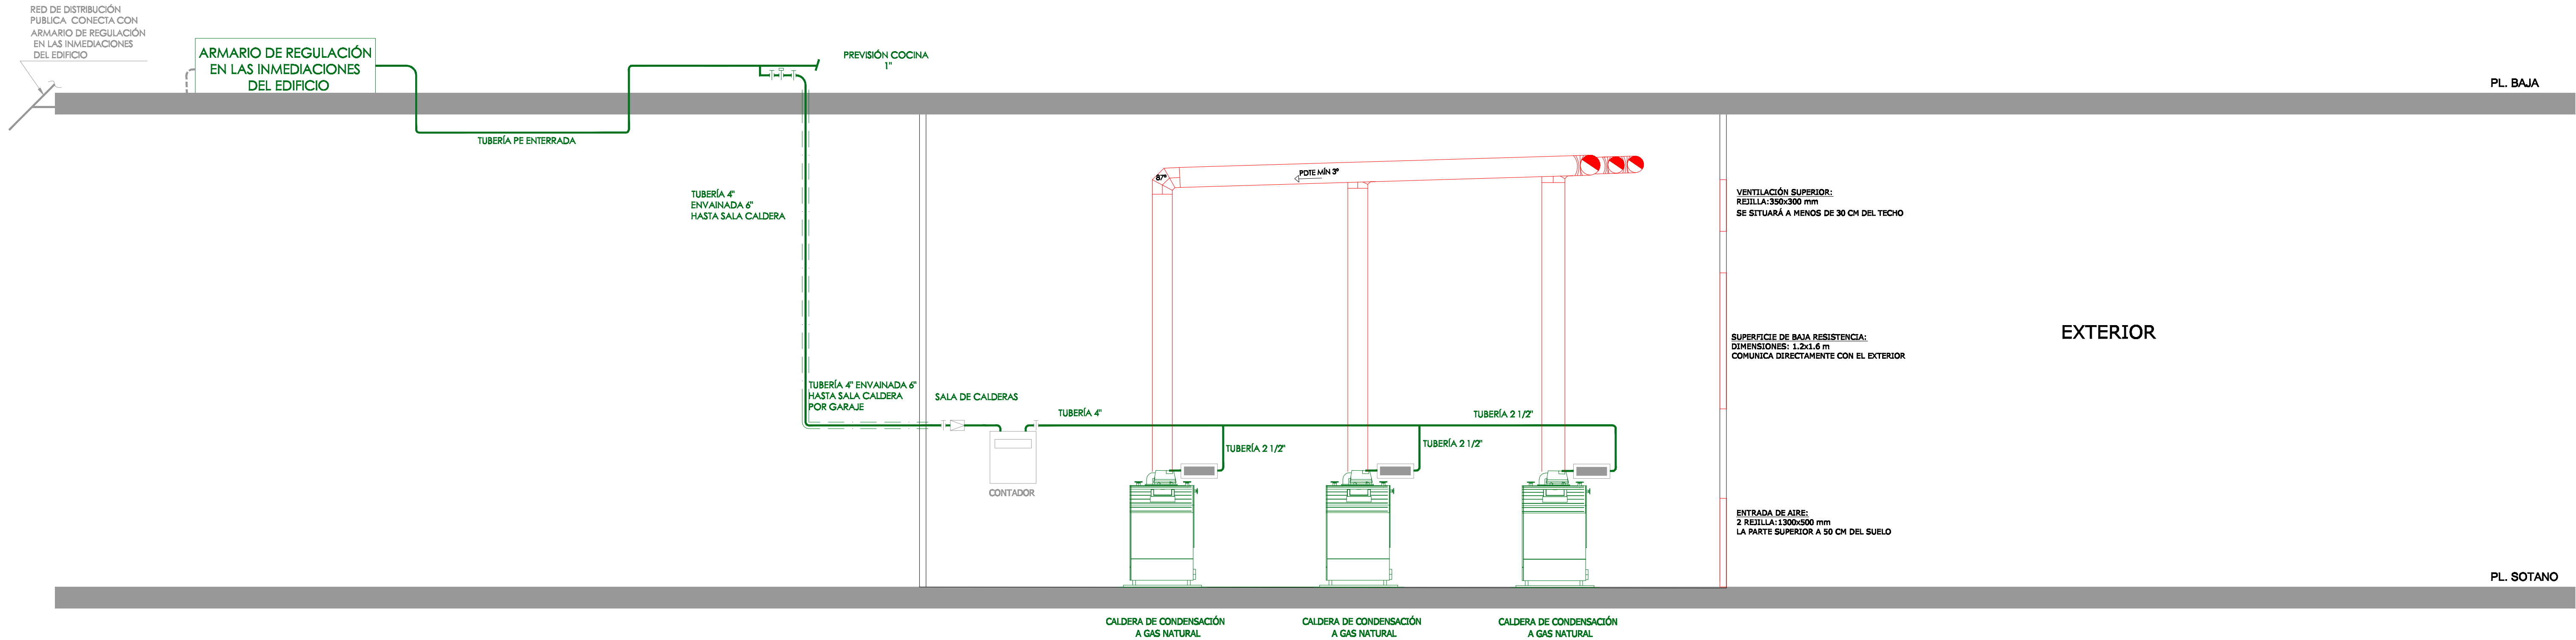 RED DE DISTRIBUCIÓN
PUBLICA CONECTA CON
ARMARIO DE REGULACIÓN
EN LAS INMEDIACIONES
DEL EDIFICIO
ARMARIO DE REGULACIÓN
EN LAS INMEDIACIONES
DEL EDIFICIO
PREVISIÓN COCINA
1"
PL. BAJA
TUBERÍA PE ENTERRADA
TUBERÍA 4"
ENVAINADA 6"
HASTA SALA CALDERA
87º
PDTE MÍN 3º
VENTILACIÓN SUPERIOR:
REJILLA:350x300 mm
SE SITUARÁ A MENOS DE 30 CM DEL TECHO
EXTERIOR
SUPERFICIE DE BAJA RESISTENCIA:
DIMENSIONES: 1.2x1.6 m
COMUNICA DIRECTAMENTE CON EL EXTERIOR
TUBERÍA 4" ENVAINADA 6"
HASTA SALA CALDERA
POR GARAJE
SALA DE CALDERAS
TUBERÍA 4"
TUBERÍA 2 1/2"
TUBERÍA 2 1/2"
TUBERÍA 2 1/2"
CONTADOR
ENTRADA DE AIRE:
2 REJILLA:1300x500 mm
LA PARTE SUPERIOR A 50 CM DEL SUELO
PL. SOTANO
CALDERA DE CONDENSACIÓN
A GAS NATURAL
CALDERA DE CONDENSACIÓN
A GAS NATURAL
CALDERA DE CONDENSACIÓN
A GAS NATURAL